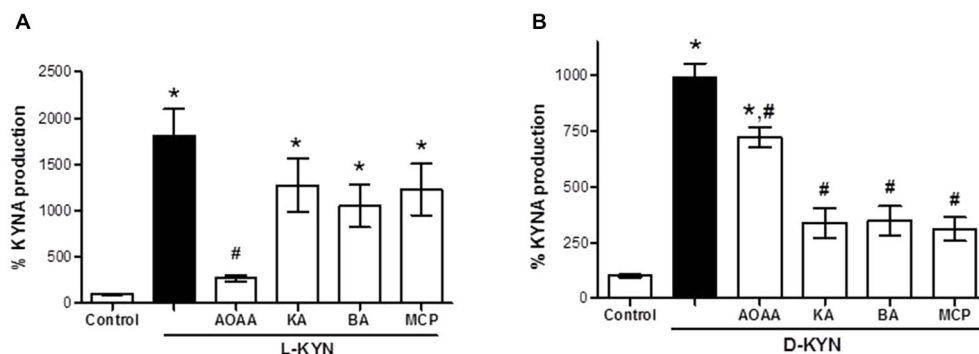 A
% KYNA production
2500
2000
1500
1000
500
0
*
#
*
*
*
Control
AOAA
KA
BA
MCP
L-KYN
B
% KYNA production
1000
750
500
250
0
*
*,#
#
#
#
Control
AOAA
KA
BA
MCP
D-KYN